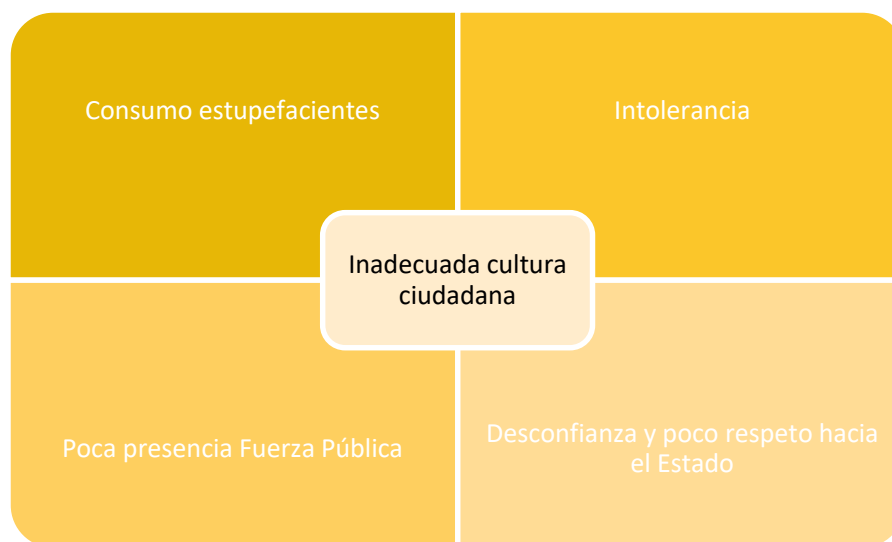 Consumo estupefacientes
Intolerancia
Inadecuada cultura
ciudadana
Poca presencia Fuerza Pública
Desconfianza y poco respeto hacia
el Estado